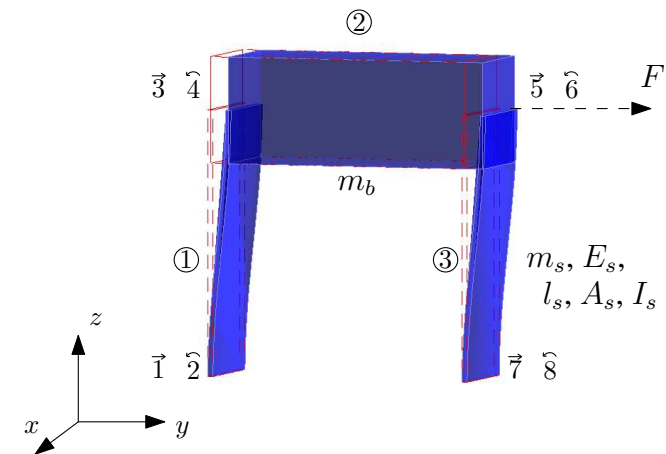 ②
3⃗ 4↶ 5⃗ 6↶ F
m_b
① ③ m_s, E_s,
l_s, A_s, I_s
z
1⃗ 2↶ 7⃗ 8↶
x y